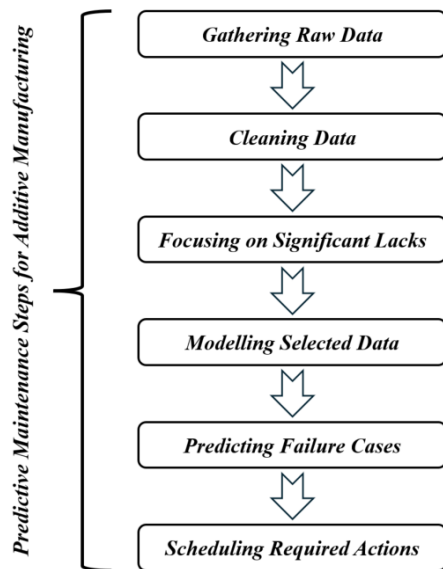 Predictive Maintenance Steps for Additive Manufacturing
Gathering Raw Data
Cleaning Data
Focusing on Significant Lacks
Modelling Selected Data
Predicting Failure Cases
Scheduling Required Actions